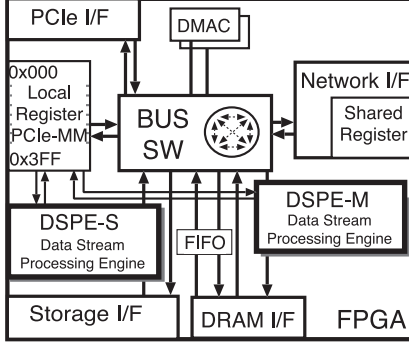 PCIe I/F
DMAC
0x000
Local
Register
PCIe-MM
0x3FF
BUS
SW
Network I/F
Shared
Register
DSPE-S
Data Stream
Processing Engine
FIFO
DSPE-M
Data Stream
Processing Engine
Storage I/F
DRAM I/F
FPGA